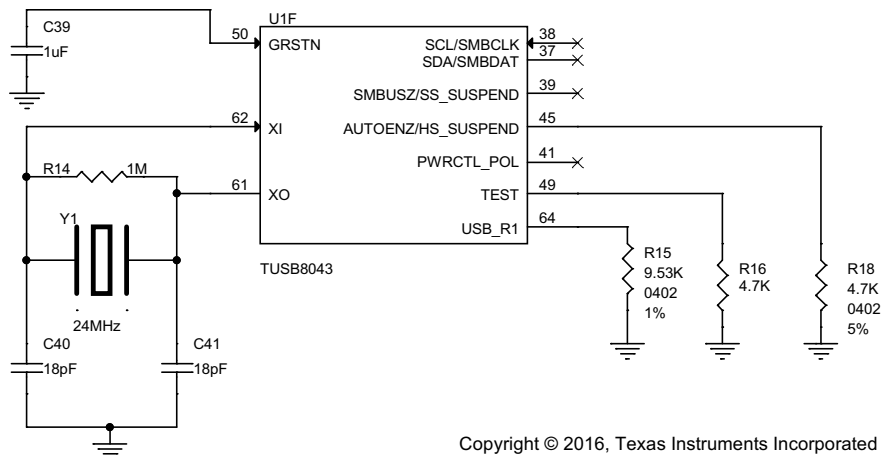 U1F
C39
1uF
50
GRSTN
SCL/SMBCLK
38
SDA/SMBDAT
37
SMBUSZ/SS_SUSPEND
39
62
XI
AUTOENZ/HS_SUSPEND
45
R14
1M
PWRCTL_POL
41
61
XO
TEST
49
Y1
USB_R1
64
TUSB8043
R15
9.53K
0402
1%
R16
4.7K
R18
4.7K
0402
5%
24MHz
C40
18pF
C41
18pF
Copyright © 2016, Texas Instruments Incorporated